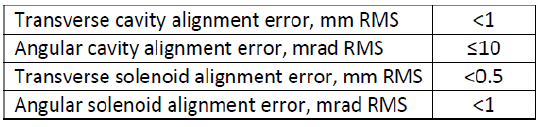 Transverse cavity alignment error, mm RMS <1
Angular cavity alignment error, mrad RMS ≤10
Transverse solenoid alignment error, mm RMS <0.5
Angular solenoid alignment error, mrad RMS <1